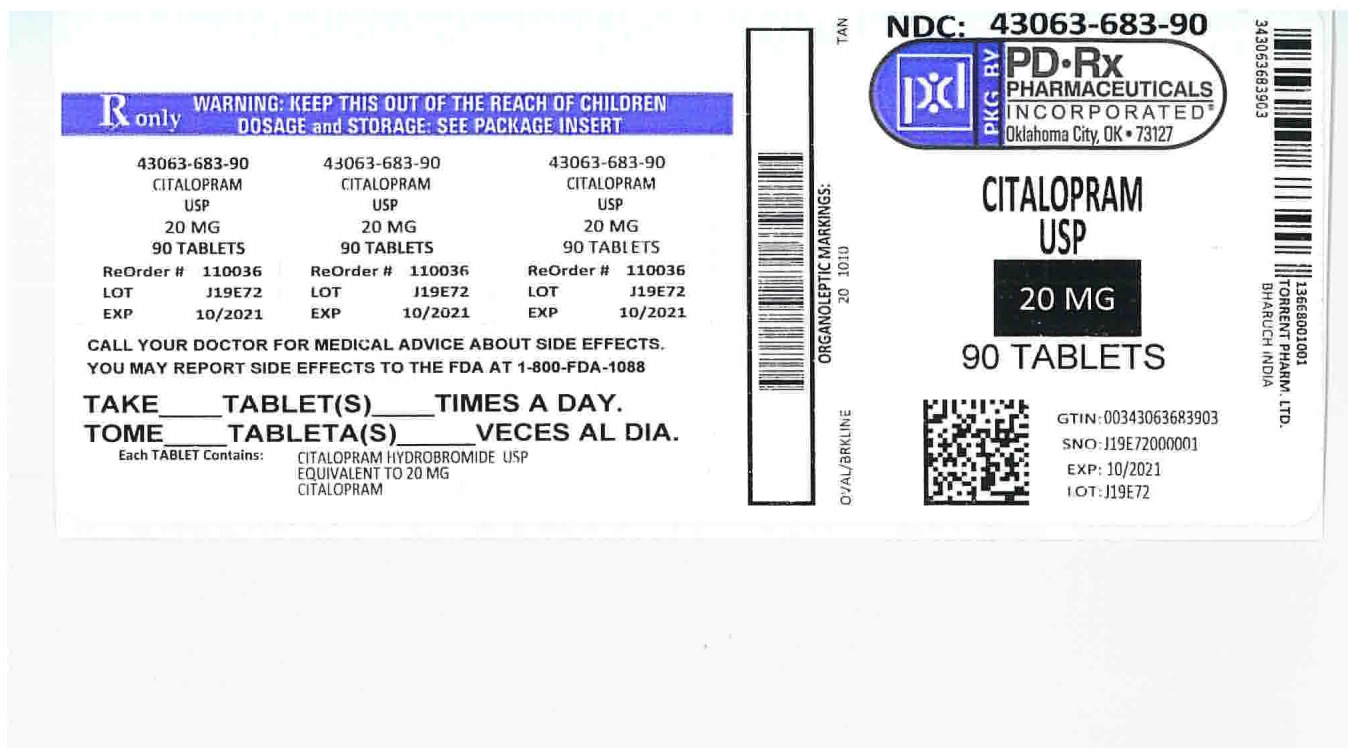 Rx only WARNING: KEEP THIS OUT OF THE REACH OF CHILDREN
DOSAGE and STORAGE: SEE PACKAGE INSERT
43063-683-90 43063-683-90 43063-683-90
CITALOPRAM CITALOPRAM CITALOPRAM
USP USP USP
20 MG 20 MG 20 MG
90 TABLETS 90 TABLETS 90 TABLETS
ReOrder # 110036 ReOrder # 110036 ReOrder # 110036
LOT J19E72 LOT J19E72 LOT J19E72
EXP 10/2021 EXP 10/2021 EXP 10/2021
CALL YOUR DOCTOR FOR MEDICAL ADVICE ABOUT SIDE EFFECTS.
YOU MAY REPORT SIDE EFFECTS TO THE FDA AT 1-800-FDA-1088
TAKE____TABLET(S)____TIMES A DAY.
TOME____TABLETA(S)_____VECES AL DIA.
Each TABLET Contains: CITALOPRAM HYDROBROMIDE USP
EQUIVALENT TO 20 MG
CITALOPRAM
ORGANOLEPTIC MARKINGS:
OVAL/BRKLINE 20 1010 TAN
NDC: 43063-683-90
pd
PKG BY
PD•Rx
PHARMACEUTICALS
INCORPORATED®
Oklahoma City, OK • 73127
CITALOPRAM
USP
20 MG
90 TABLETS
GTIN:00343063683903
SNO:J19E72000001
EXP: 10/2021
LOT:J19E72
343063683903
13668001001
TORRENT PHARM. LTD.
BHARUCH INDIA